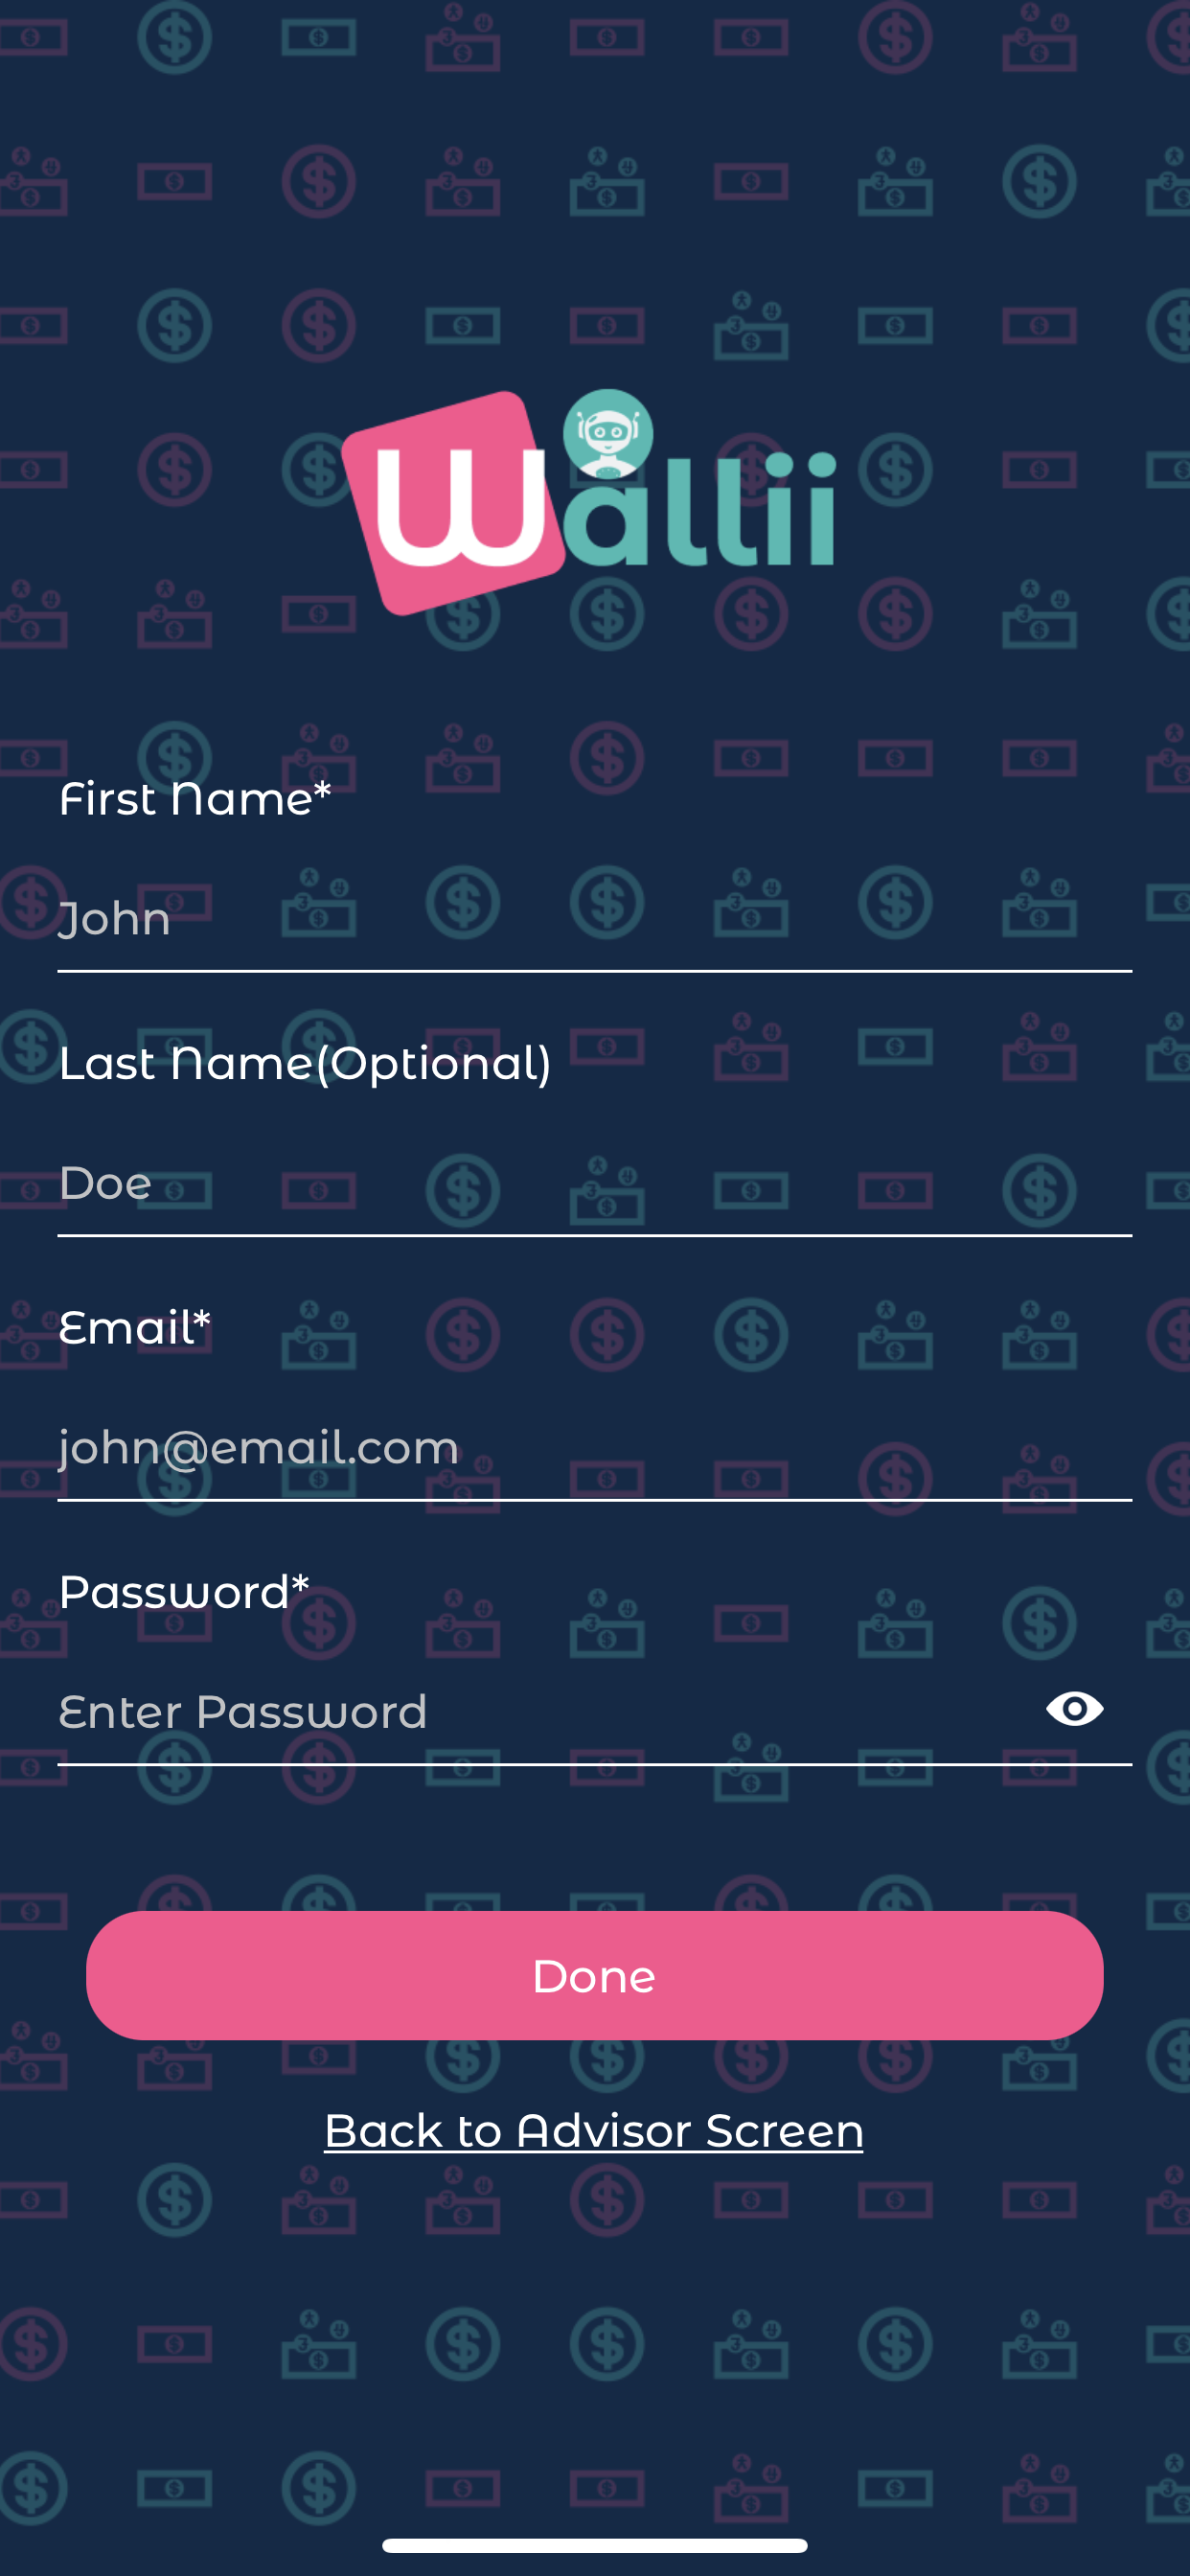 Wallii
First Name*
John
Last Name(Optional)
Doe
Email*
john@email.com
Password*
Enter Password
Done
Back to Advisor Screen